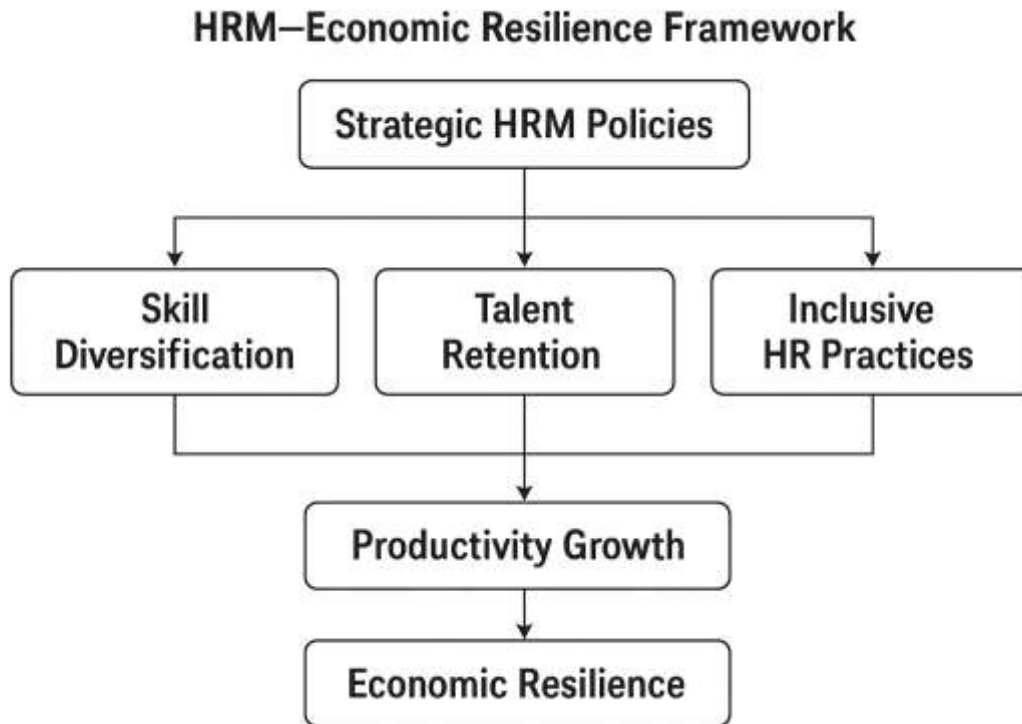 HRM–Economic Resilience Framework
Strategic HRM Policies
Skill
Diversification
Talent
Retention
Inclusive
HR Practices
Productivity Growth
Economic Resilience